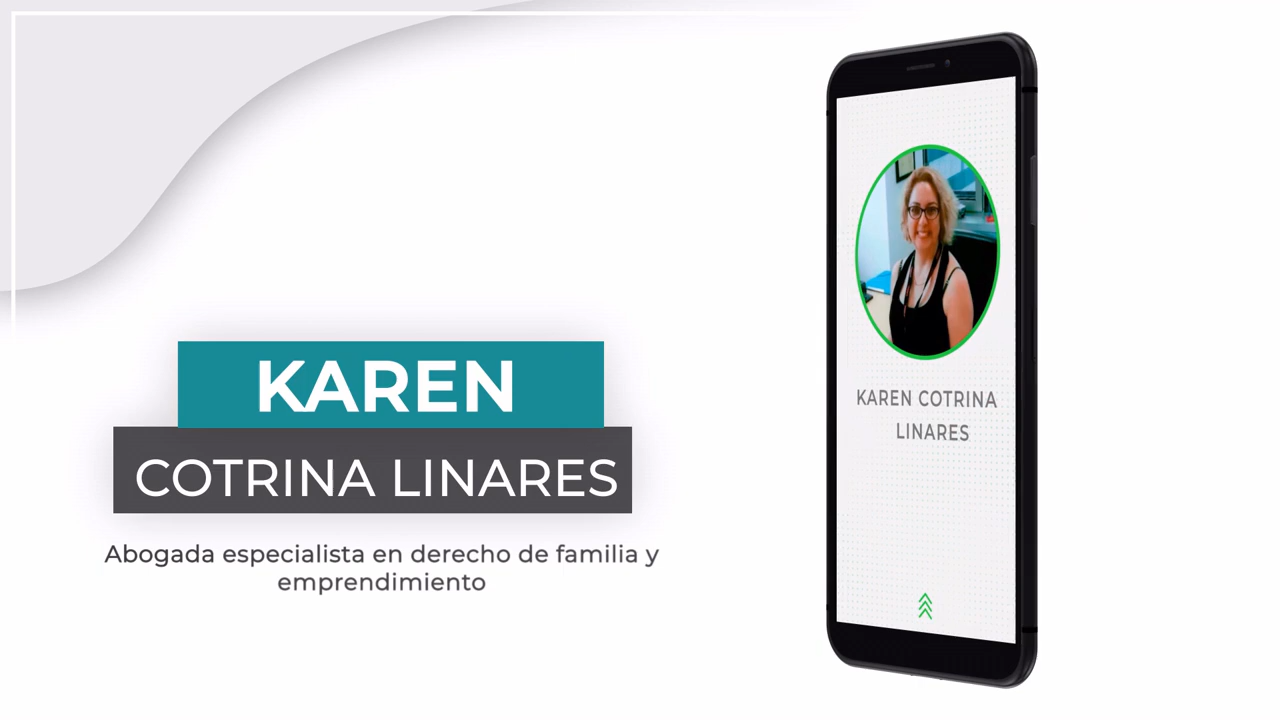 KAREN
COTRINA LINARES
Abogada especialista en derecho de familia y
emprendimiento
KAREN COTRINA
LINARES